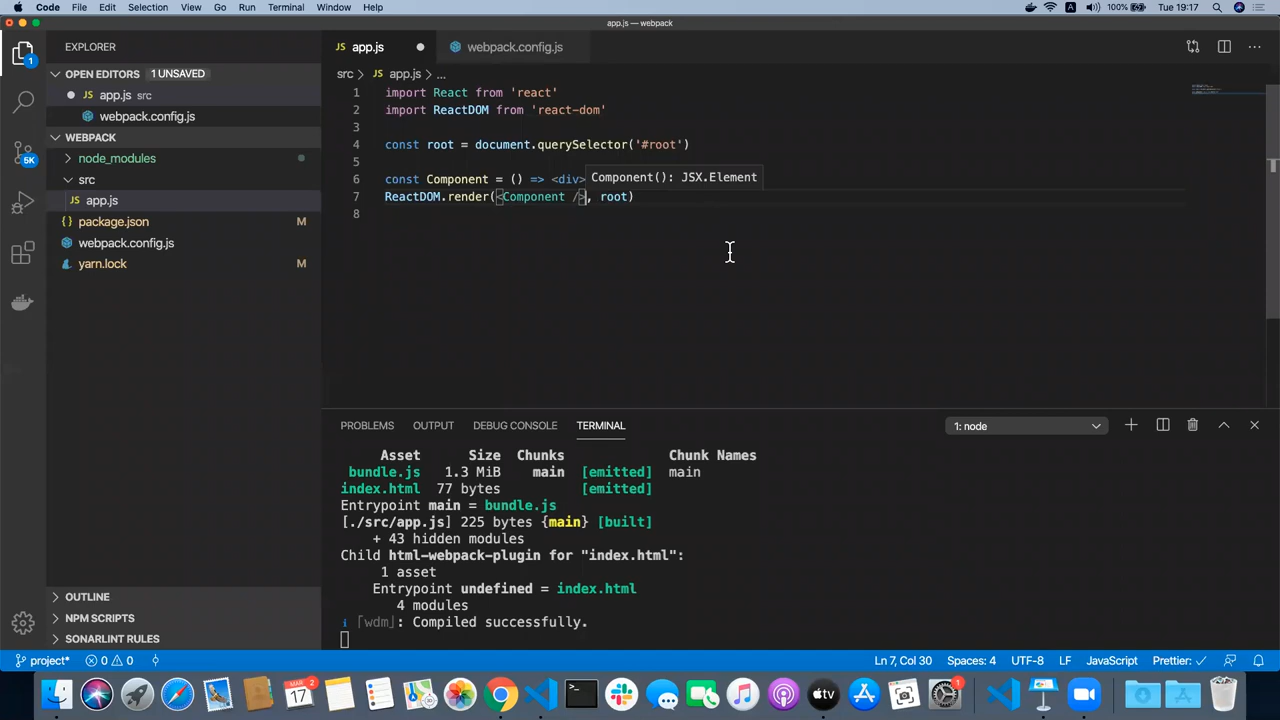 Code File Edit Selection View Go Run Terminal Window Help 100% Tue 19:17
app.js — webpack
EXPLORER
OPEN EDITORS 1 UNSAVED
app.js src
webpack.config.js
WEBPACK
node_modules
src
app.js
package.json M
webpack.config.js
yarn.lock M
OUTLINE
NPM SCRIPTS
SONARLINT RULES
1
5K
JS app.js webpack.config.js
src > JS app.js > ...
1 import React from 'react'
2 import ReactDOM from 'react-dom'
3
4 const root = document.querySelector('#root')
5
6 const Component = () => <div>
Component(): JSX.Element
7 ReactDOM.render(<Component />, root)
8
PROBLEMS OUTPUT DEBUG CONSOLE TERMINAL 1: node
Asset Size Chunks Chunk Names
bundle.js 1.3 MiB main [emitted] main
index.html 77 bytes [emitted]
Entrypoint main = bundle.js
[./src/app.js] 225 bytes {main} [built]
+ 43 hidden modules
Child html-webpack-plugin for "index.html":
1 asset
Entrypoint undefined = index.html
4 modules
i ｢wdm｣: Compiled successfully.
project* 0 0 Ln 7, Col 30 Spaces: 4 UTF-8 LF JavaScript Prettier: ✓
MAR 17 2 tv 1